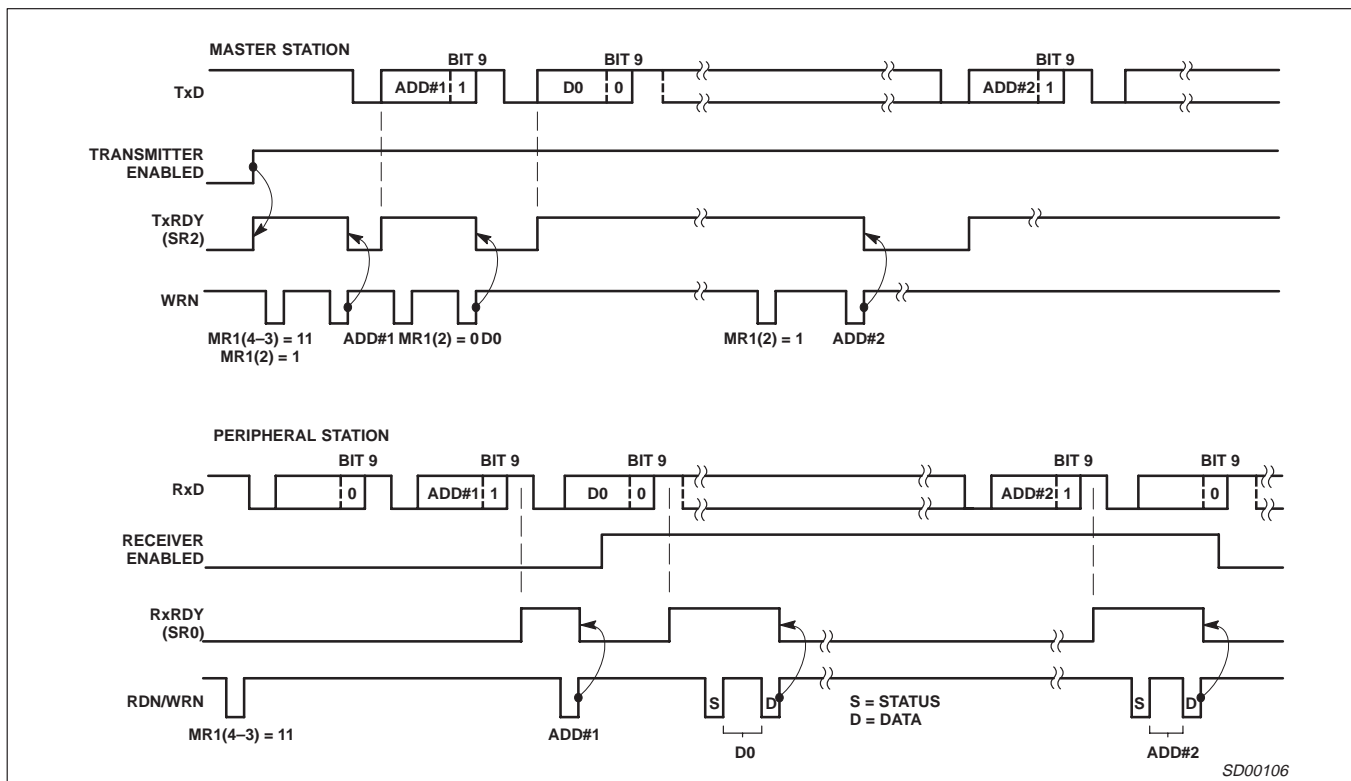 MASTER STATION
BIT 9 BIT 9 BIT 9
TxD ADD#1 1 D0 0 ADD#2 1
TRANSMITTER
ENABLED
TxRDY
(SR2)
WRN
MR1(4–3) = 11 ADD#1 MR1(2) = 0 D0 MR1(2) = 1 ADD#2
MR1(2) = 1
PERIPHERAL STATION
BIT 9 BIT 9 BIT 9 BIT 9 BIT 9
RxD 0 ADD#1 1 D0 0 ADD#2 1 0
RECEIVER
ENABLED
RxRDY
(SR0)
RDN/WRN S D S = STATUS S D
D = DATA
MR1(4–3) = 11 ADD#1 D0 ADD#2
SD00106